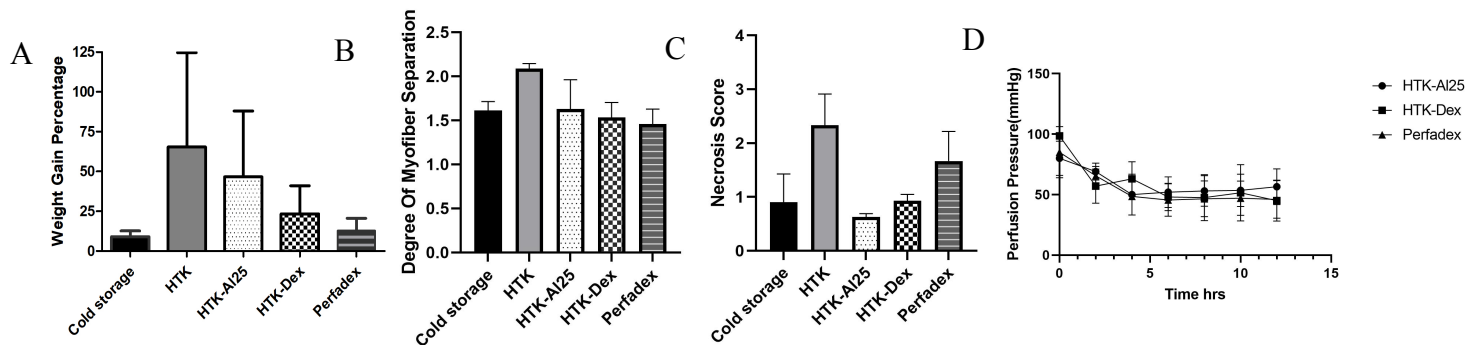 A
Weight Gain Percentage
125
100
75
50
25
0
Cold storage
HTK
HTK-Al25
HTK-Dex
Perfadex
B
Degree Of Myofiber Separation
2.5
2.0
1.5
1.0
0.5
0.0
Cold storage
HTK
HTK-Al25
HTK-Dex
Perfadex
C
Necrosis Score
4
3
2
1
0
Cold storage
HTK
HTK-Al25
HTK-Dex
Perfadex
D
Perfusion Pressure(mmHg)
150
100
50
0
0
5
10
15
Time hrs
HTK-Al25
HTK-Dex
Perfadex